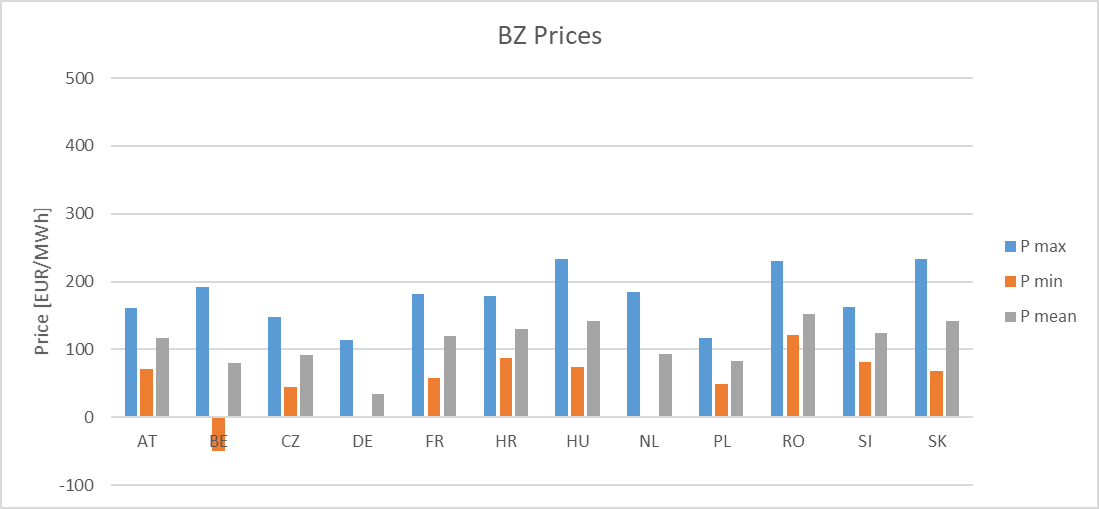 BZ Prices
500
400
300
200
100
0
-100
Price [EUR/MWh]
AT BE CZ DE FR HR HU NL PL RO SI SK
P max
P min
P mean